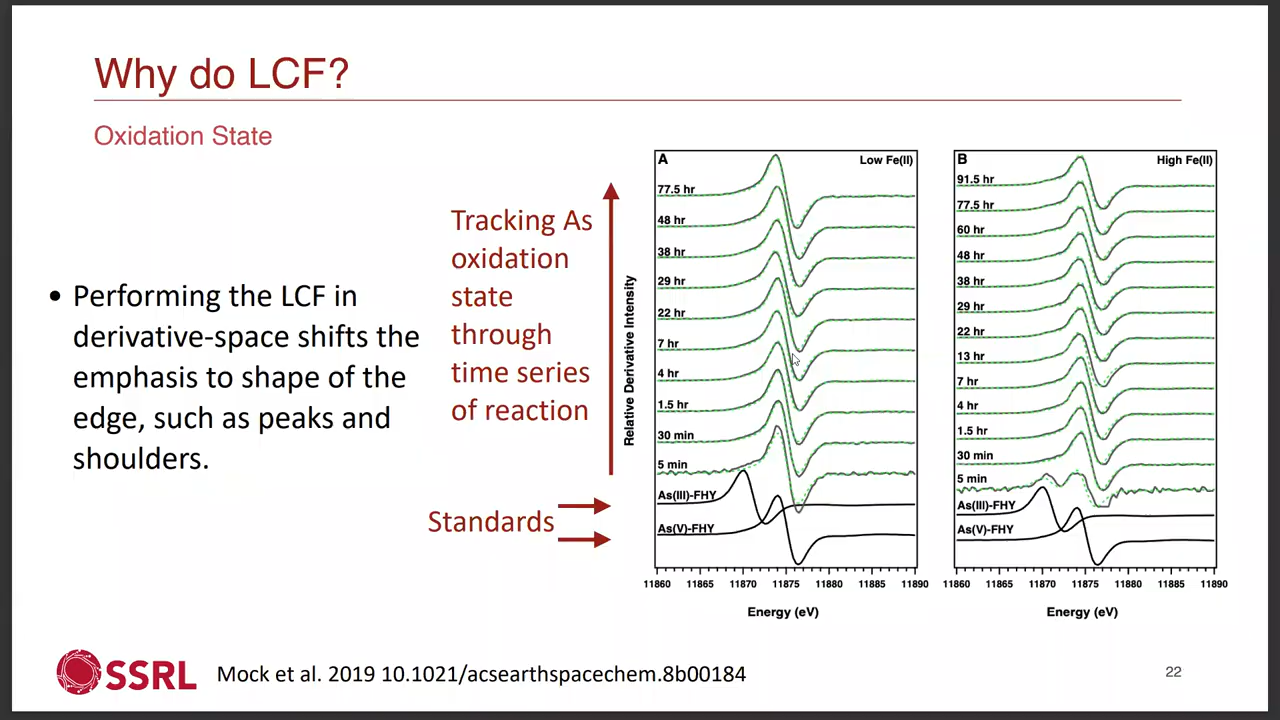 Why do LCF?
Oxidation State
• Performing the LCF in
derivative-space shifts the
emphasis to shape of the
edge, such as peaks and
shoulders.
Tracking As
oxidation
state
through
time series
of reaction
Standards
Relative Derivative Intensity
A
Low Fe(II)
77.5 hr
48 hr
38 hr
29 hr
22 hr
7 hr
4 hr
1.5 hr
30 min
5 min
As(III)-FHY
As(V)-FHY
11860 11865 11870 11875 11880 11885 11890
Energy (eV)
B
High Fe(II)
91.5 hr
77.5 hr
60 hr
48 hr
38 hr
29 hr
22 hr
13 hr
7 hr
4 hr
1.5 hr
30 min
5 min
As(III)-FHY
As(V)-FHY
11860 11865 11870 11875 11880 11885 11890
Energy (eV)
SSRL
Mock et al. 2019 10.1021/acsearthspacechem.8b00184
22